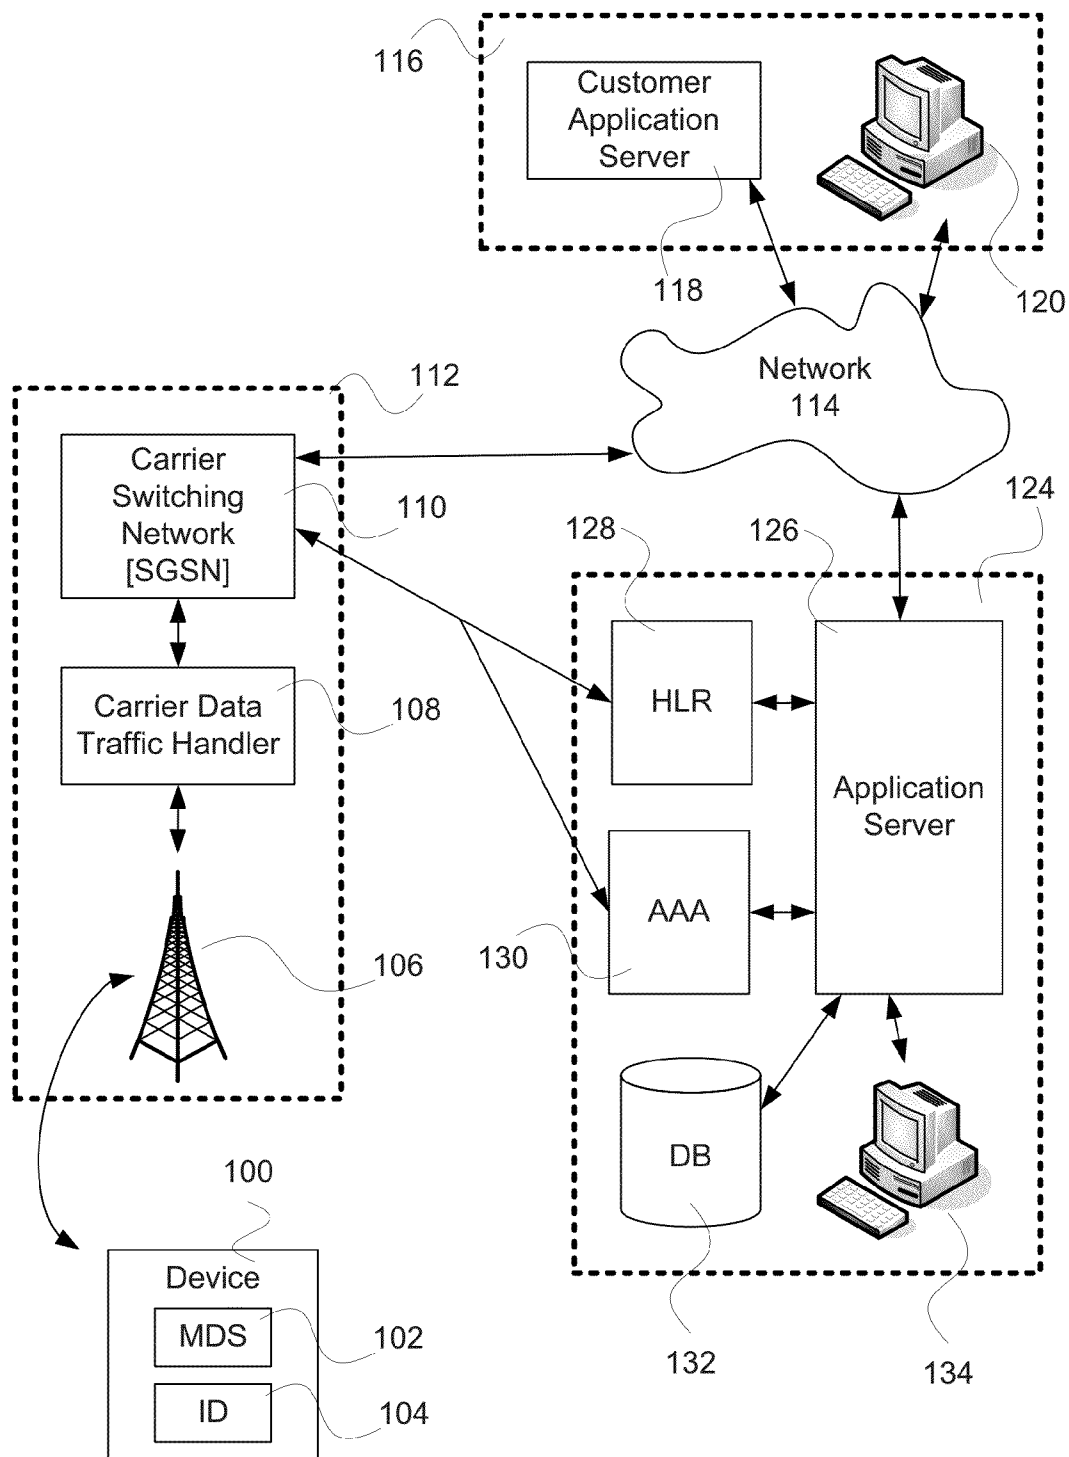 116
Customer
Application
Server
118
120
Network
114
112
Carrier
Switching
Network
[SGSN]
110
124
128
126
HLR
Carrier Data
Traffic Handler
108
Application
Server
AAA
130
106
DB
132
134
100
Device
MDS
102
ID
104